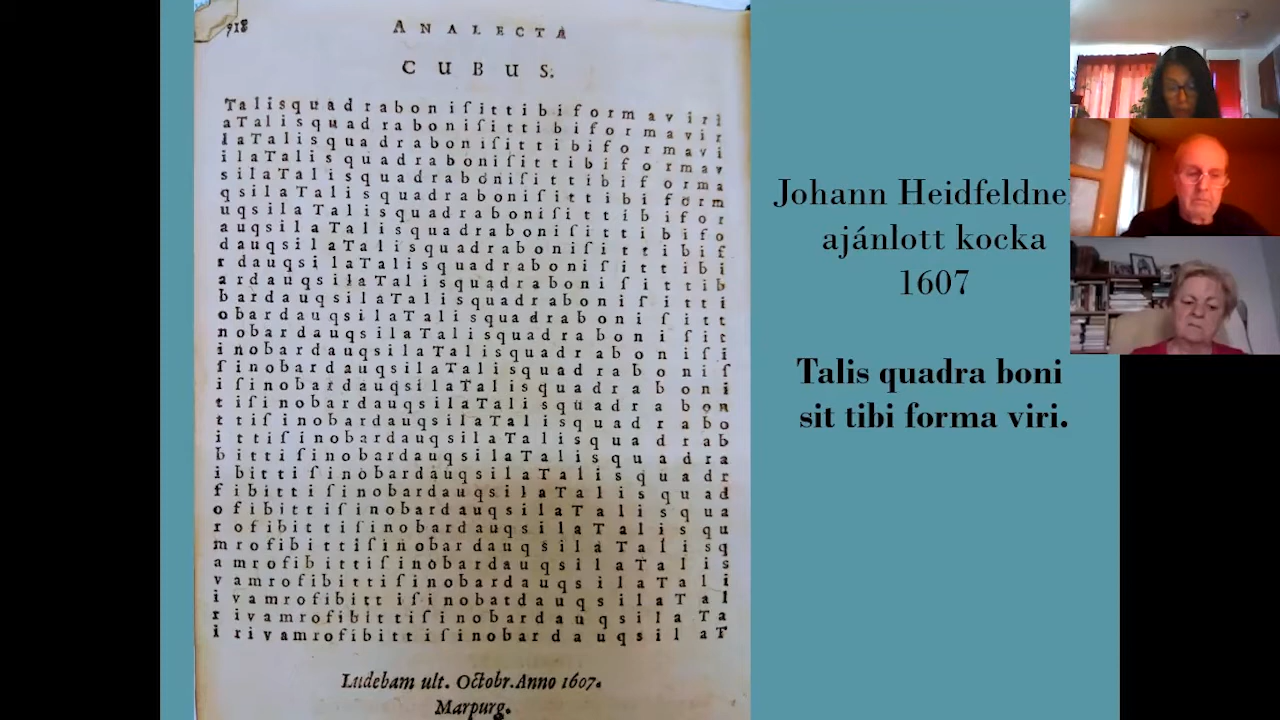 918 ANALECTA
CUBUS.
Taliſquadraboniſittibiformaviri
aTalisquadraboniſittibiformavir
laTalisquadraboniſittibiformavi
ilaTalisquadraboniſittibiformav
silaTalisquadraboniſittibiforma
qsilaTalisquadraboniſittibiform
uqsilaTalisquadraboniſittibifor
auqsilaTalisquadraboniſittibifo
dauqsilaTalisquadraboniſittibif
rdauqsilaTalisquadraboniſittibi
ardauqsilaTalisquadraboniſittib
bardauqsilaTalisquadraboniſitti
obardauqsilaTalisquadraboniſitt
nobardauqsilaTalisquadraboniſit
inobardauqsilaTalisquadraboniſi
ſinobardauqsilaTalisquadraboniſ
iſinobardauqsilaTalisquadraboni
tiſinobardauqsilaTalisquadrabon
ttiſinobardauqsilaTalisquadrabo
ittiſinobardauqsilaTalisquadrab
bittiſinobardauqsilaTalisquadra
ibittiſinobardauqsilaTalisquadr
fibittiſinobardauqsilaTalisquad
ofibittiſinobardauqsilaTalisqua
rofibittiſinobardauqsilaTalisqu
mrofibittiſinobardauqsilaTalisq
amrofibittiſinobardauqsilaTalis
vamrofibittiſinobardauqsilaTali
ivamrofibittiſinobatdauqsilaTal
rivamrofibittiſinobardauqsilaTa
irivamrofibittiſinobardauqsilaT
Ludebam ult. Octobr. Anno 1607.
Marpurg.
Johann Heidfeldne
ajánlott kocka
1607
Talis quadra boni
sit tibi forma viri.